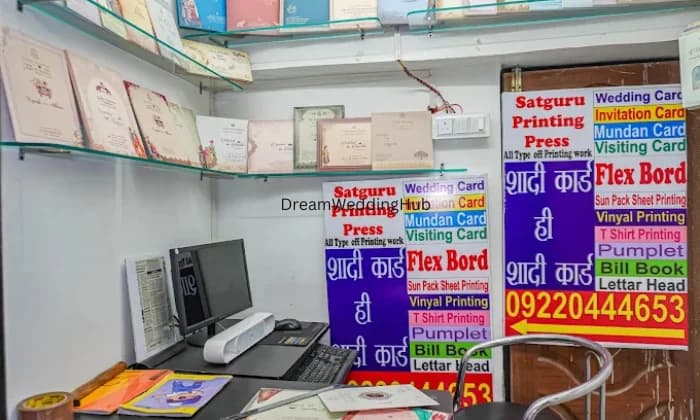 DreamWeddingHub
Satguru
Printing
Press
All Type off Printing work
शादी कार्ड
ही
शादी कार्ड
Wedding Card
Invitation Card
Mundan Card
Visiting Card
Flex Bord
Sun Pack Sheet Printing
Vinyal Printing
T Shirt Printing
Pumplet
Bill Book
Lettar Head
Satguru
Printing
Press
All Type off Printing work
शादी कार्ड
ही
शादी कार्ड
Wedding Card
Invitation Card
Mundan Card
Visiting Card
Flex Bord
Sun Pack Sheet Printing
Vinyal Printing
T Shirt Printing
Pumplet
Bill Book
Lettar Head
09220444653